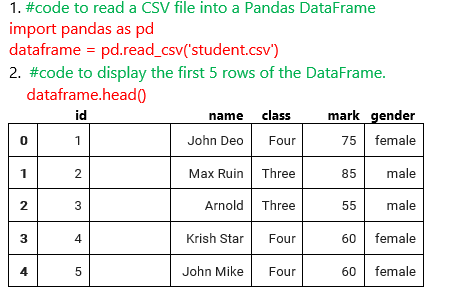 1. #code to read a CSV file into a Pandas DataFrame
import pandas as pd
dataframe = pd.read_csv('student.csv')
2. #code to display the first 5 rows of the DataFrame.
dataframe.head()
id name class mark gender
0 1 John Deo Four 75 female
1 2 Max Ruin Three 85 male
2 3 Arnold Three 55 male
3 4 Krish Star Four 60 female
4 5 John Mike Four 60 female